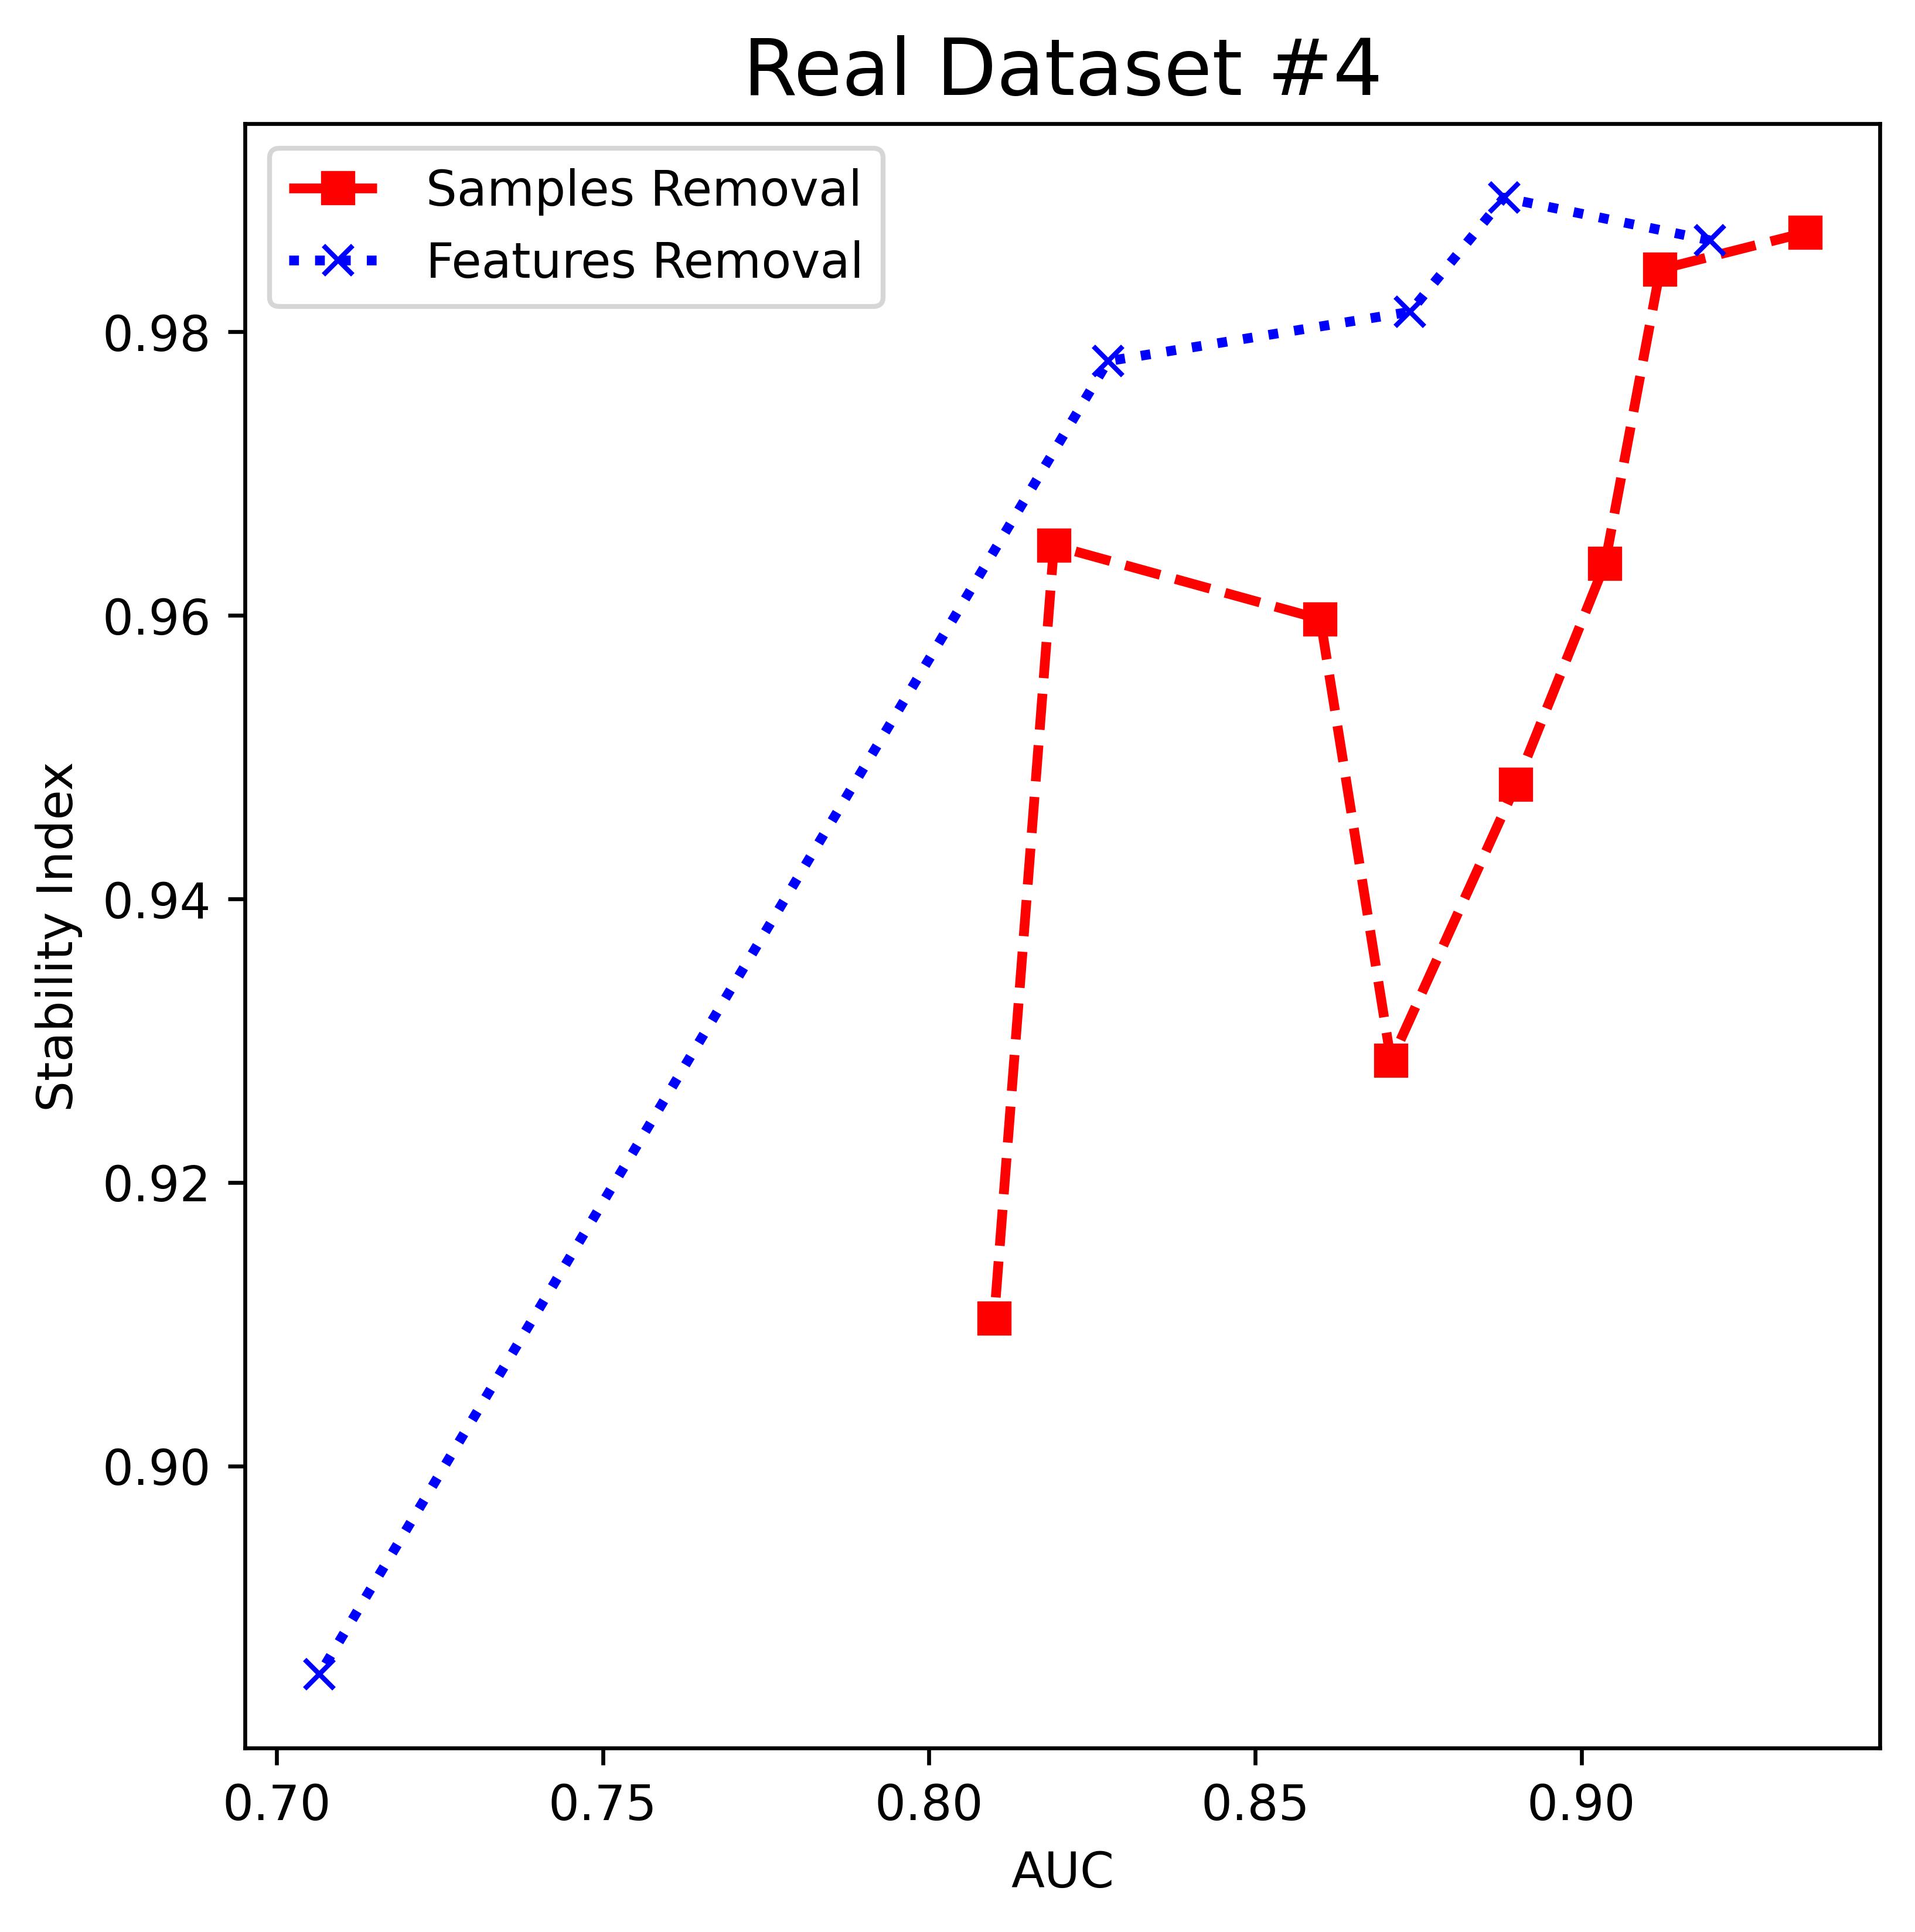 Real Dataset #4
Samples Removal
Features Removal
0.98
0.96
0.94
0.92
0.90
Stability Index
0.70 0.75 0.80 0.85 0.90
AUC